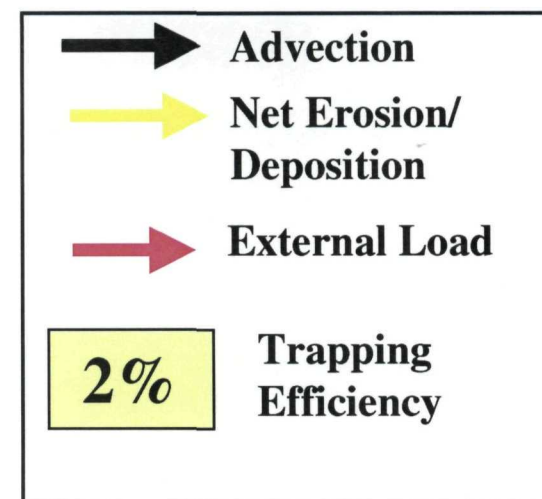 Advection
Net Erosion/
Deposition
External Load
2%
Trapping
Efficiency